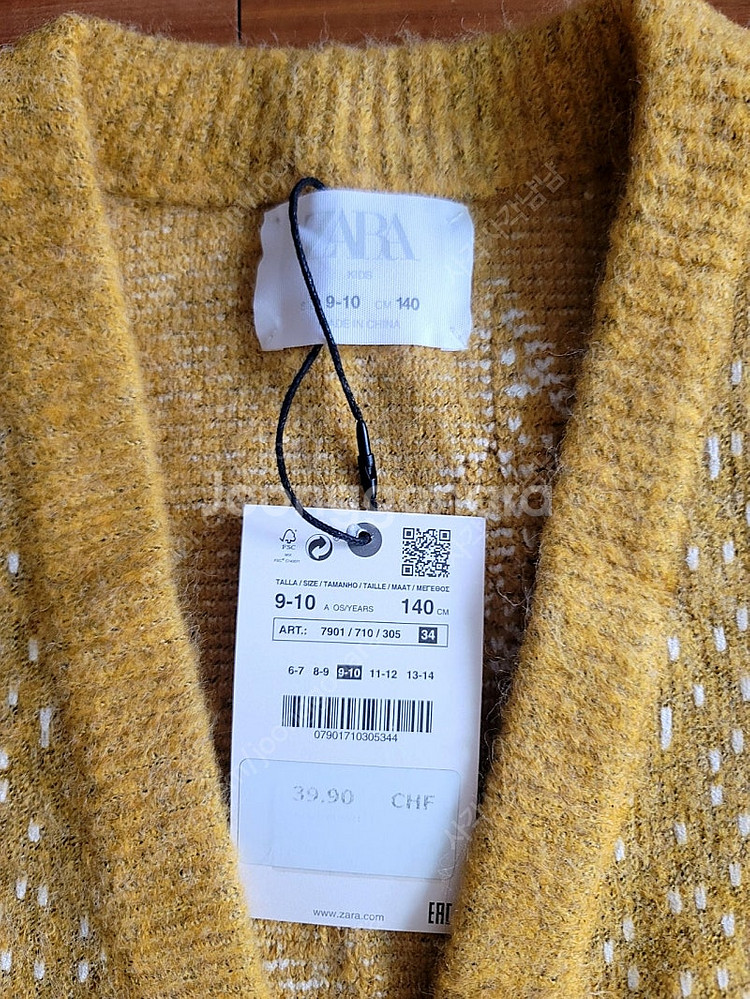 ZARA
KIDS
9-10 CM 140
MADE IN CHINA
Joonggonara
FSC
MIX
TALLA / SIZE / TAMANHO / TAILLE / MAAT / ΜΕΓΕΘΟΣ
9-10 A OS/YEARS 140 CM
ART.: 7901 / 710 / 305 34
6-7 8-9 9-10 11-12 13-14
07901710305344
39.90 CHF
www.zara.com
EAC